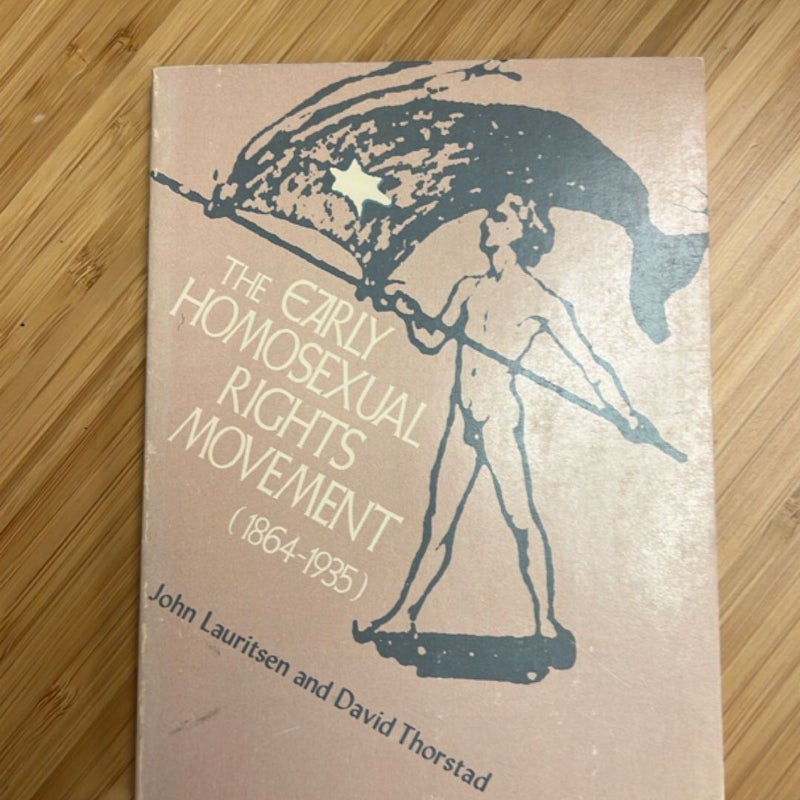 THE EARLY
HOMOSEXUAL
RIGHTS
MOVEMENT
(1864-1935)
John Lauritsen and David Thorstad